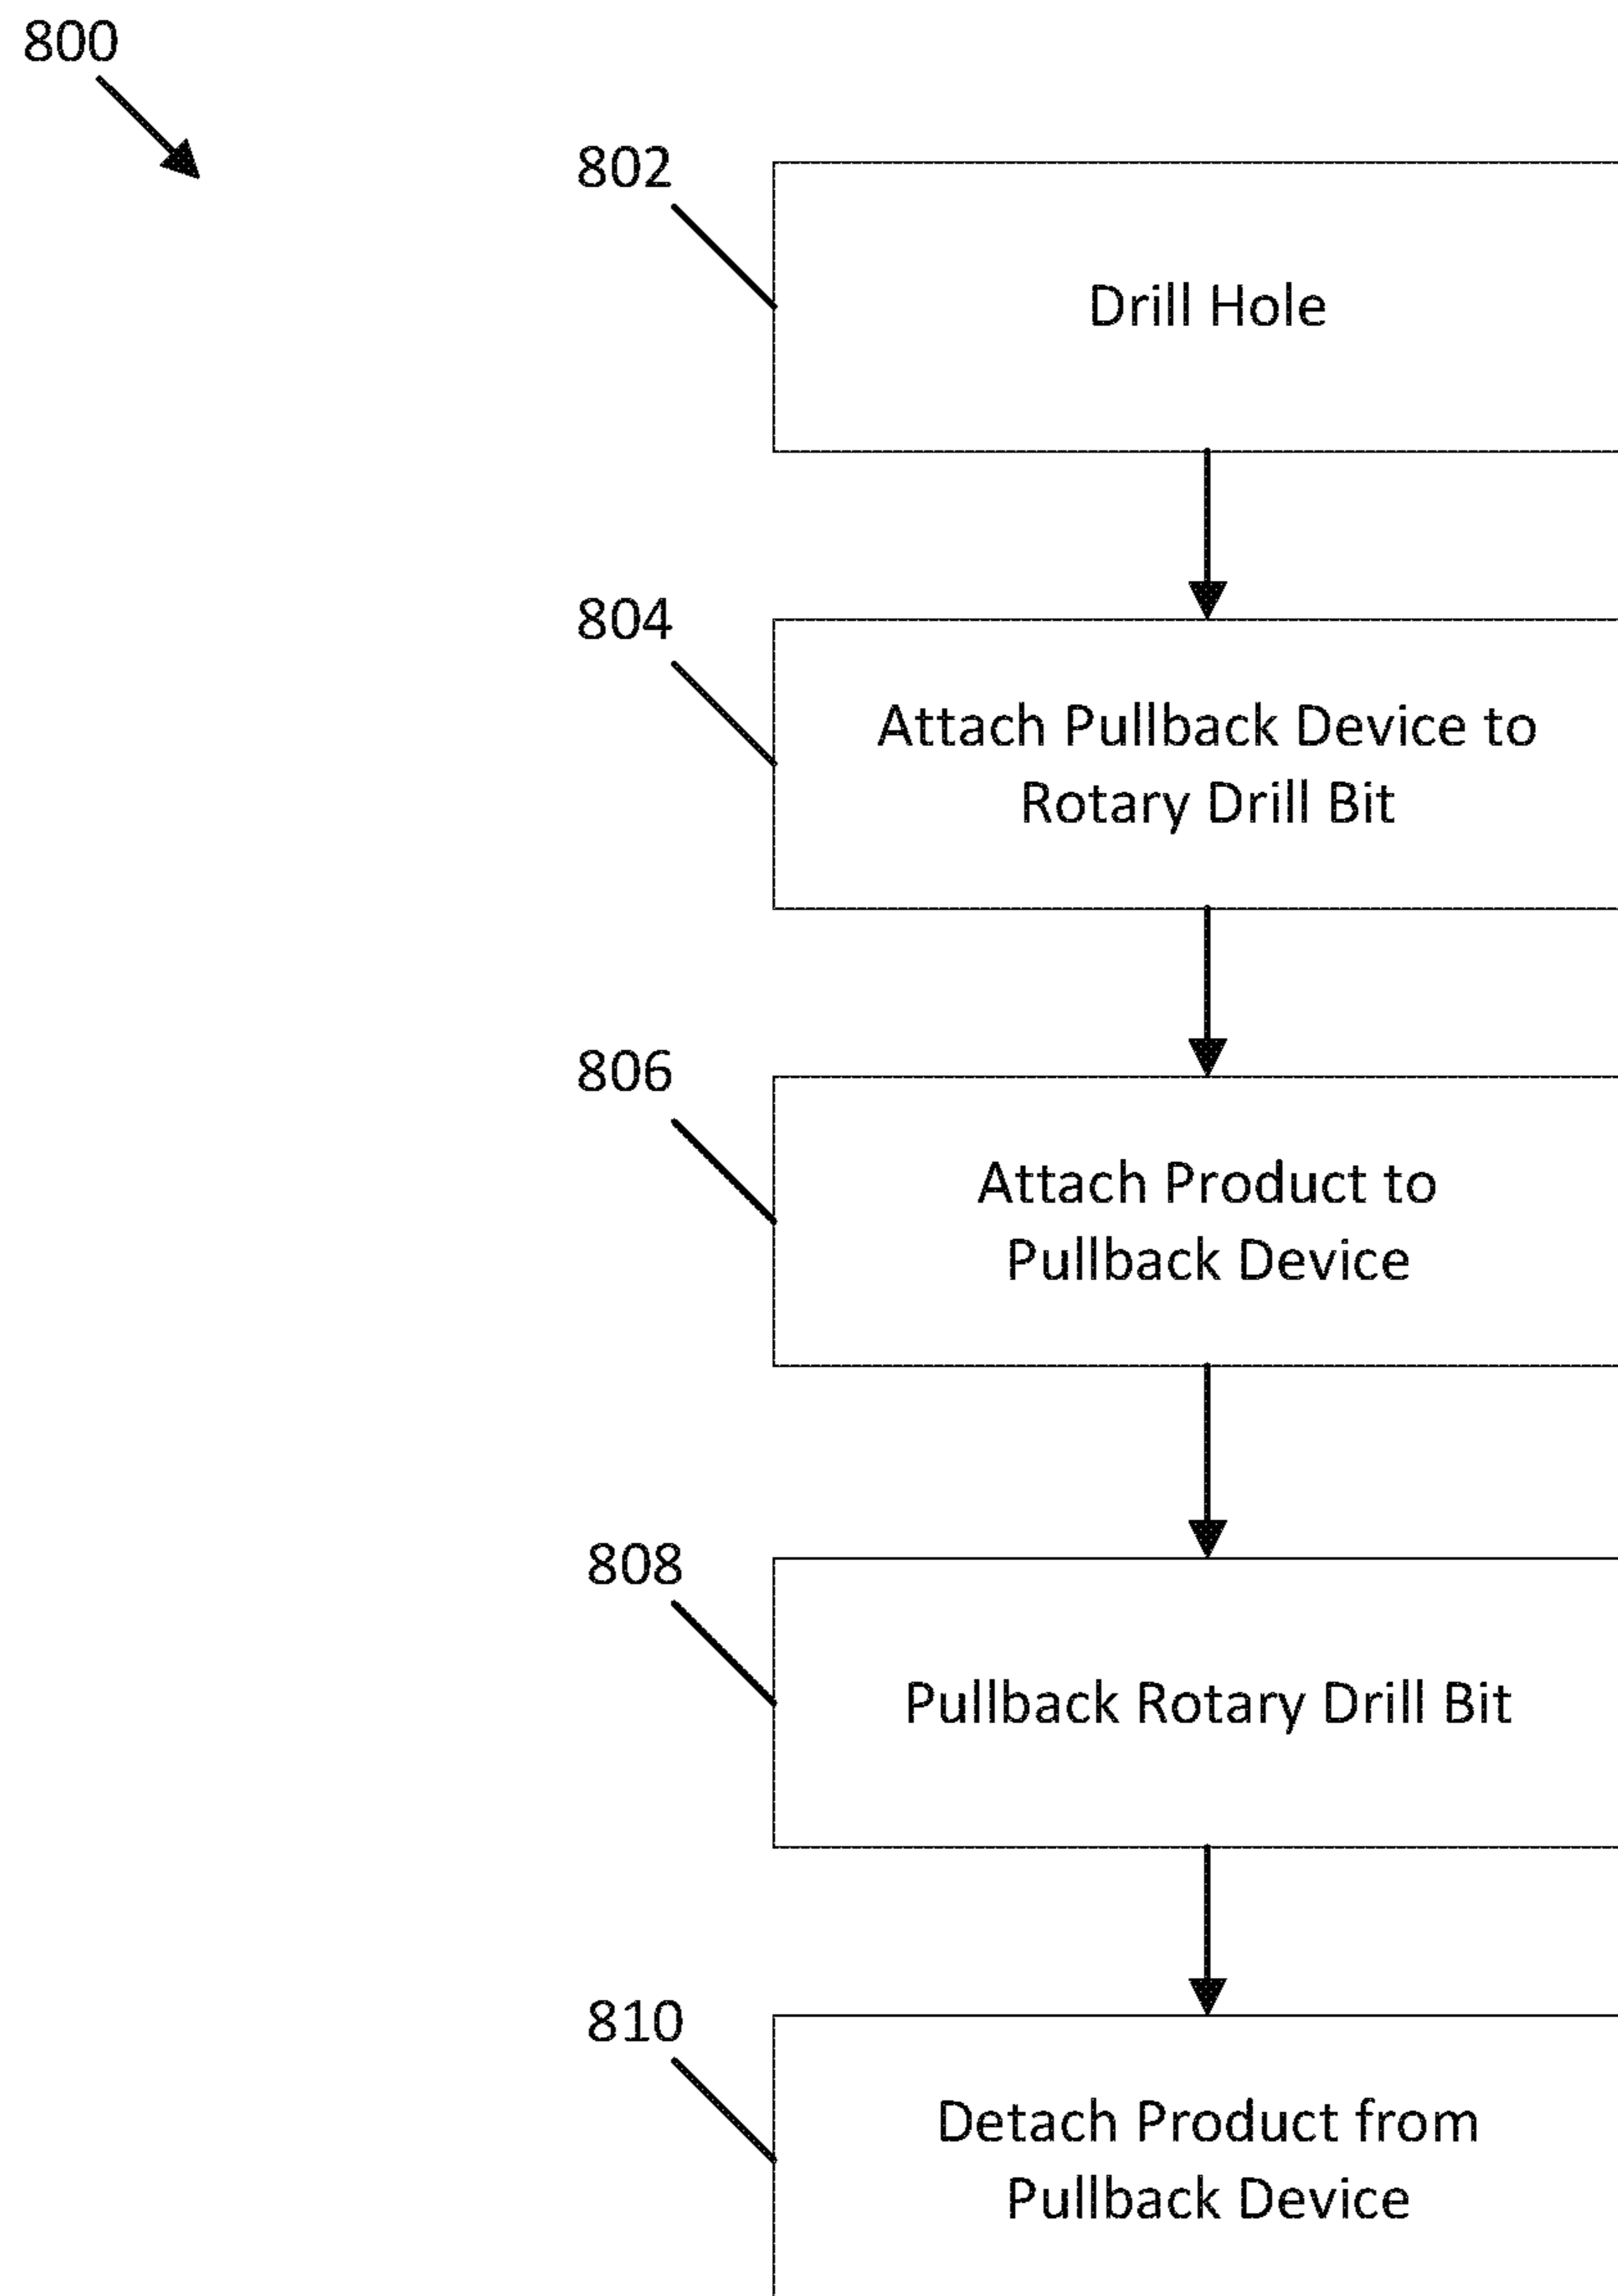 800
802
Drill Hole
804
Attach Pullback Device to
Rotary Drill Bit
806
Attach Product to
Pullback Device
808
Pullback Rotary Drill Bit
810
Detach Product from
Pullback Device